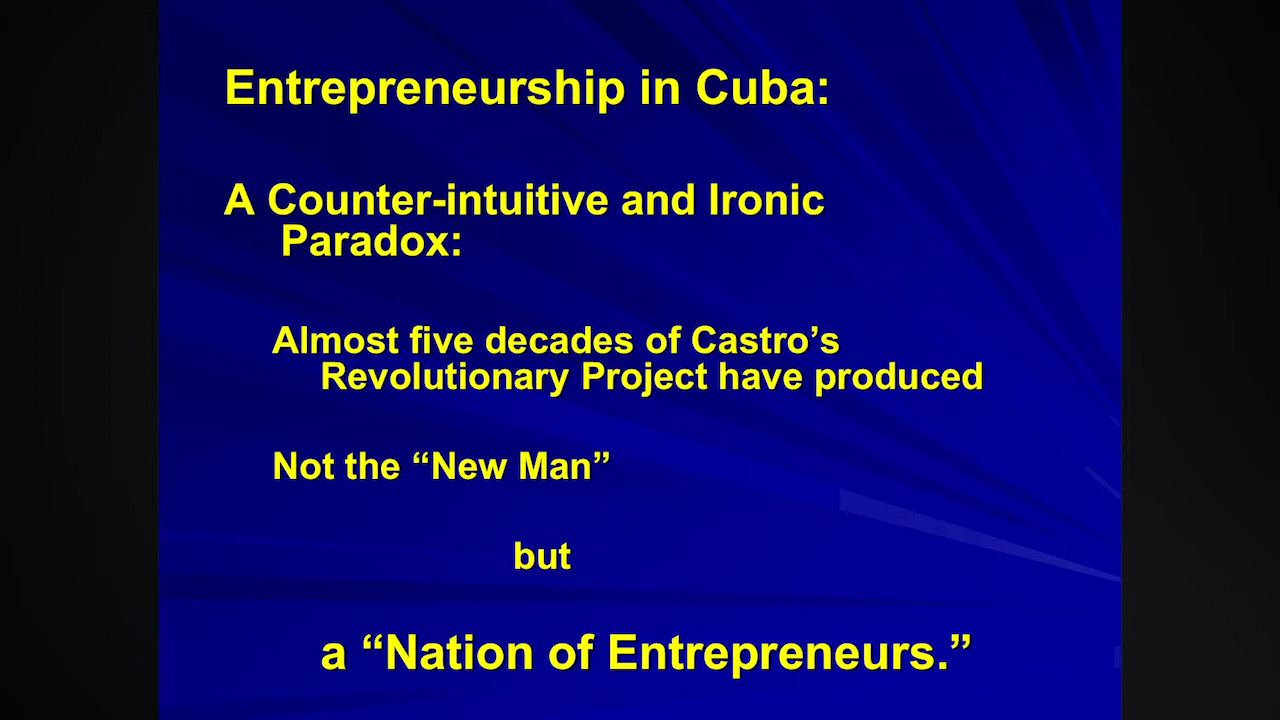 Entrepreneurship in Cuba:
A Counter-intuitive and Ironic
Paradox:
Almost five decades of Castro’s
Revolutionary Project have produced
Not the “New Man”
but
a “Nation of Entrepreneurs.”